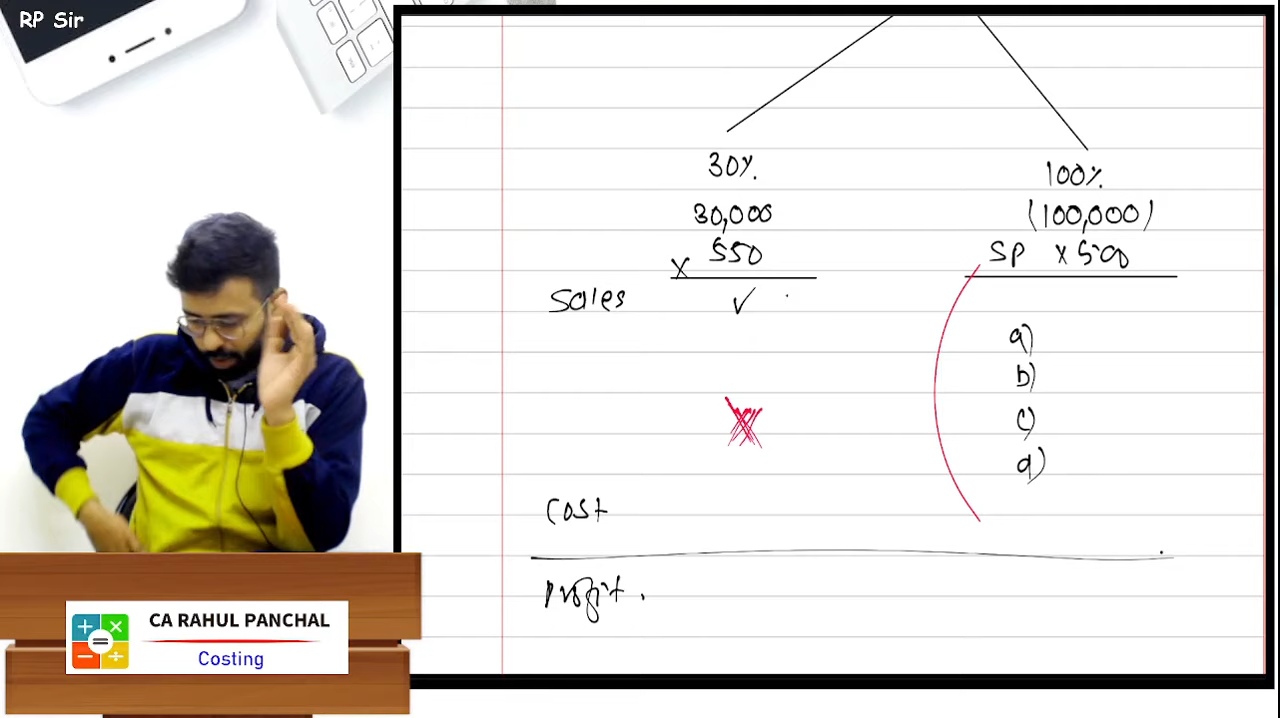 RP Sir
30%
30,000
x 550
Sales ✓
Cost
Profit.
100%
(100,000)
SP x 500
a)
b)
c)
d)
CA RAHUL PANCHAL
Costing